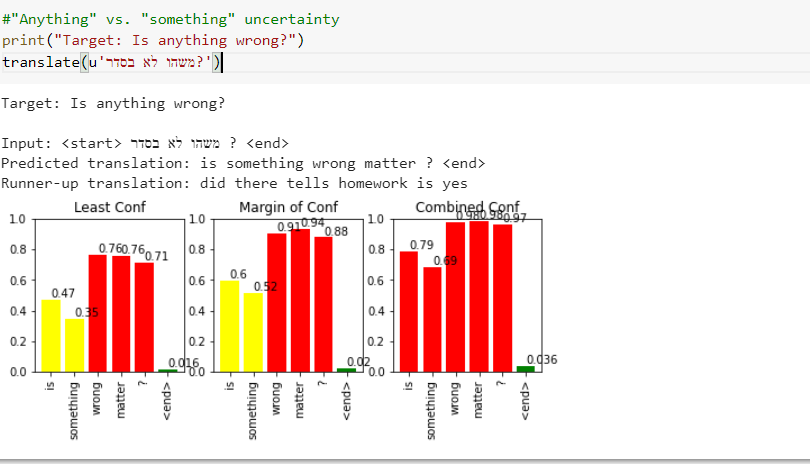 #"Anything" vs. "something" uncertainty
print("Target: Is anything wrong?")
translate(u'משהו לא בסדר?')
Target: Is anything wrong?
Input: <start> משהו לא בסדר ? <end>
Predicted translation: is something wrong matter ? <end>
Runner-up translation: did there tells homework is yes
Least Conf
1.0
0.8
0.6
0.4
0.2
0.0
0.47
0.35
0.76
0.76
0.71
0.016
is
something
wrong
matter
?
<end>
Margin of Conf
1.0
0.8
0.6
0.4
0.2
0.0
0.6
0.52
0.91
0.94
0.88
0.02
is
something
wrong
matter
?
<end>
Combined Conf
1.0
0.8
0.6
0.4
0.2
0.0
0.79
0.69
0.98
0.98
0.97
0.036
is
something
wrong
matter
?
<end>